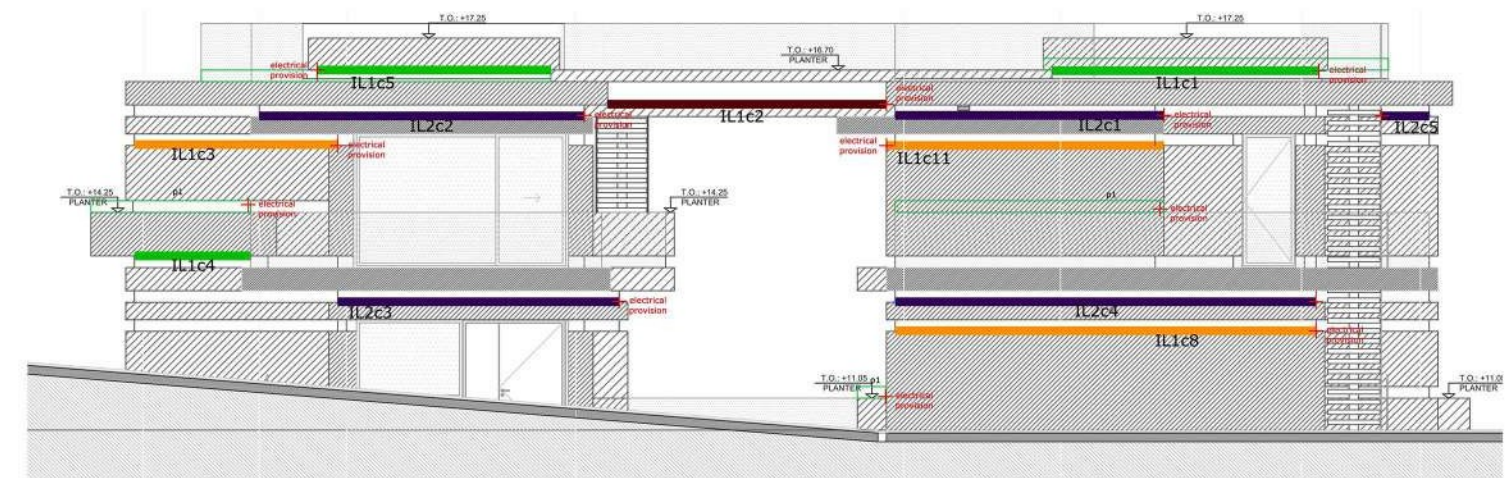 T.O.: +17.25
T.O.: +17.25
T.O.: +16.70
PLANTER
electrical
provision
IL1c5
IL1c1
electrical
provision
electrical
provision
IL1c2
IL2c2
electrical
provision
IL2c1
electrical
provision
IL2c5
IL1c3
electrical
provision
electrical
provision
IL1c11
T.O.: +14.25
PLANTER
p1
electrical
provision
T.O.: +14.25
PLANTER
p1
electrical
provision
IL1c4
IL2c3
electrical
provision
IL2c4
electrical
provision
IL1c8
electrical
provision
T.O.: +11.05
PLANTER
p1
electrical
provision
PLANTER